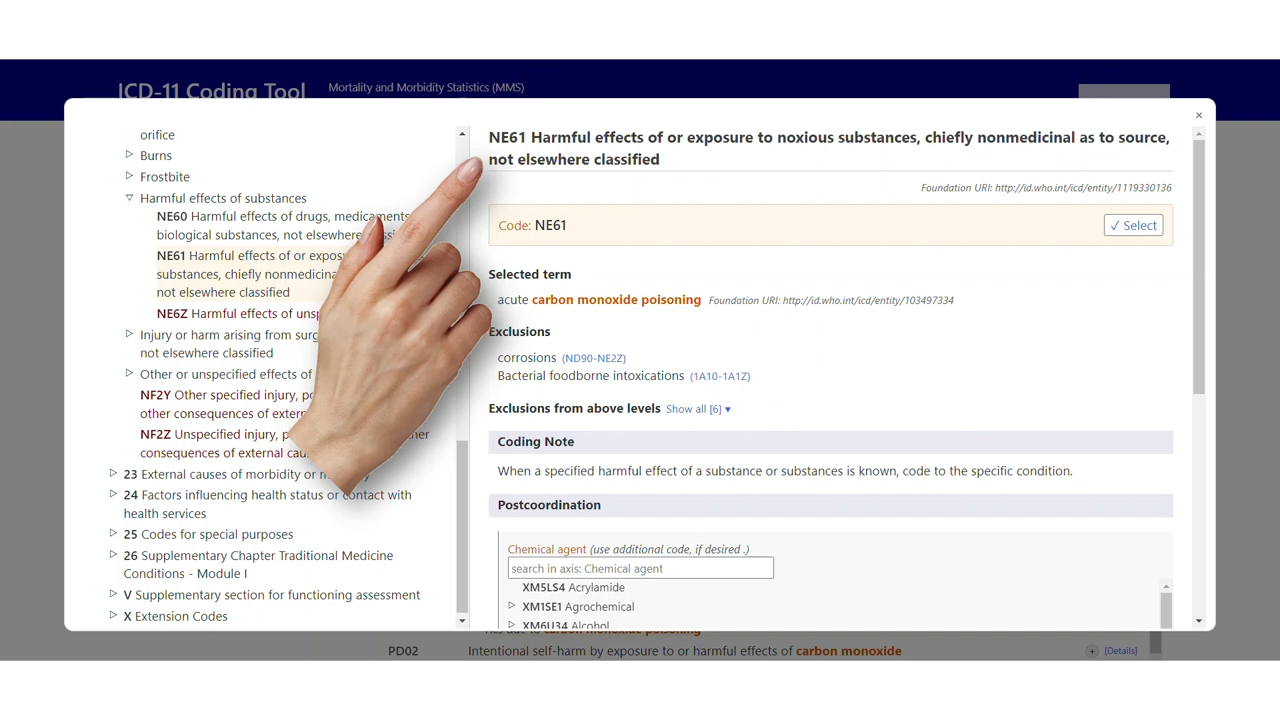 ICD-11 Coding Tool
Mortality and Morbidity Statistics (MMS)
×
orifice
Burns
Frostbite
Harmful effects of substances
NE60 Harmful effects of drugs, medicaments
biological substances, not elsewhere
NE61 Harmful effects of or
substances, chiefly nonmedicinal
not elsewhere classified
NE6Z Harmful effects of
Injury or harm arising from
not elsewhere classified
Other or unspecified effects of
NF2Y Other specified injury,
other consequences of
NF2Z Unspecified injury,
consequences of external
23 External causes of morbidity or
24 Factors influencing health status or contact with
health services
25 Codes for special purposes
26 Supplementary Chapter Traditional Medicine
Conditions - Module I
V Supplementary section for functioning assessment
X Extension Codes
NE61 Harmful effects of or exposure to noxious substances, chiefly nonmedicinal as to source,
not elsewhere classified
Foundation URI: http://id.who.int/icd/entity/1119330136
Code: NE61
✓ Select
Selected term
acute carbon monoxide poisoning Foundation URI: http://id.who.int/icd/entity/103497334
Exclusions
corrosions (ND90-NE2Z)
Bacterial foodborne intoxications (1A10-1A1Z)
Exclusions from above levels Show all [6] ▾
Coding Note
When a specified harmful effect of a substance or substances is known, code to the specific condition.
Postcoordination
Chemical agent (use additional code, if desired .)
search in axis: Chemical agent
XM5LS4 Acrylamide
XM1SE1 Agrochemical
XM6U34 Alcohol
due to carbon monoxide poisoning
PD02 Intentional self-harm by exposure to or harmful effects of carbon monoxide [Details]